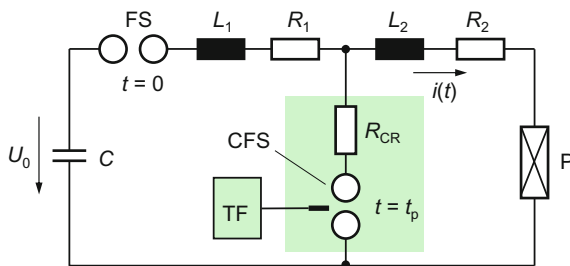 FS
L1
R1
L2
R2
t = 0
i(t)
U0
C
CFS
RCR
P
TF
t = tp